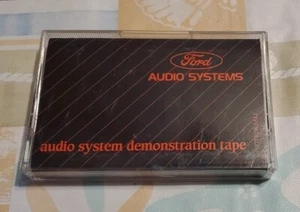 Ford
AUDIO SYSTEMS
audio system demonstration tape